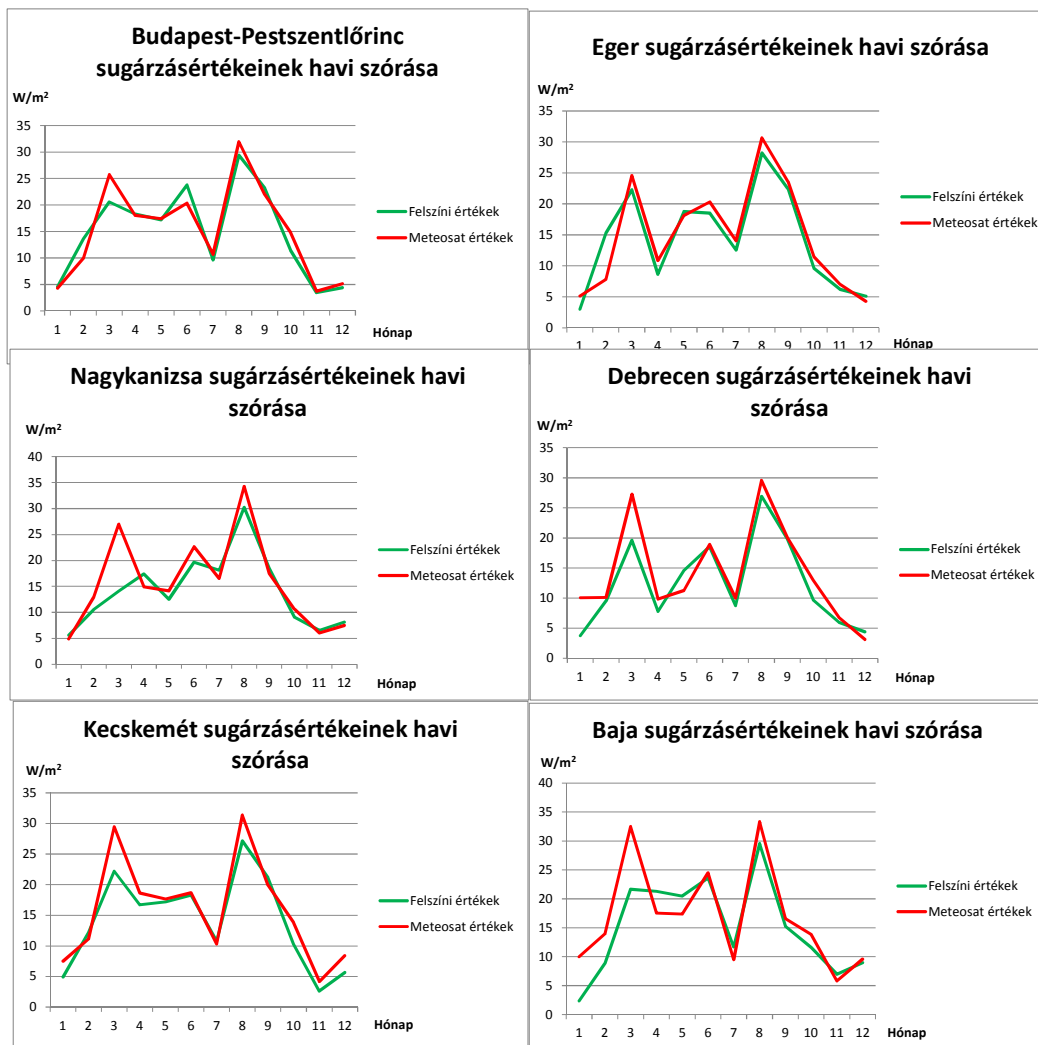 Budapest-Pestszentlőrinc
sugárzásértékeinek havi szórása
W/m²
35
30
25
20
15
10
5
0
1 2 3 4 5 6 7 8 9 10 11 12
Hónap
Felszíni értékek
Meteosat értékek
Eger sugárzásértékeinek havi szórása
W/m²
35
30
25
20
15
10
5
0
1 2 3 4 5 6 7 8 9 10 11 12
Hónap
Felszíni értékek
Meteosat értékek
Nagykanizsa sugárzásértékeinek havi
szórása
W/m²
40
35
30
25
20
15
10
5
0
1 2 3 4 5 6 7 8 9 10 11 12
Hónap
Felszíni értékek
Meteosat értékek
Debrecen sugárzásértékeinek havi
szórása
W/m²
35
30
25
20
15
10
5
0
1 2 3 4 5 6 7 8 9 10 11 12
Hónap
Felszíni értékek
Meteosat értékek
Kecskemét sugárzásértékeinek havi
szórása
W/m²
35
30
25
20
15
10
5
0
1 2 3 4 5 6 7 8 9 10 11 12
Hónap
Felszíni értékek
Meteosat értékek
Baja sugárzásértékeinek havi szórása
W/m²
40
35
30
25
20
15
10
5
0
1 2 3 4 5 6 7 8 9 10 11 12
Hónap
Felszíni értékek
Meteosat értékek